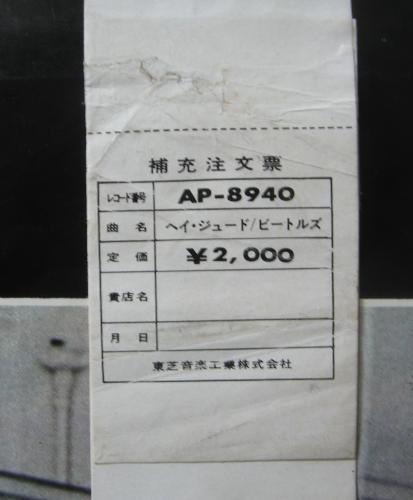 補充注文票
レコード番号 AP-8940
曲名 ヘイ・ジュード/ビートルズ
定価 ¥2,000
貴店名
月日
東芝音楽工業株式会社